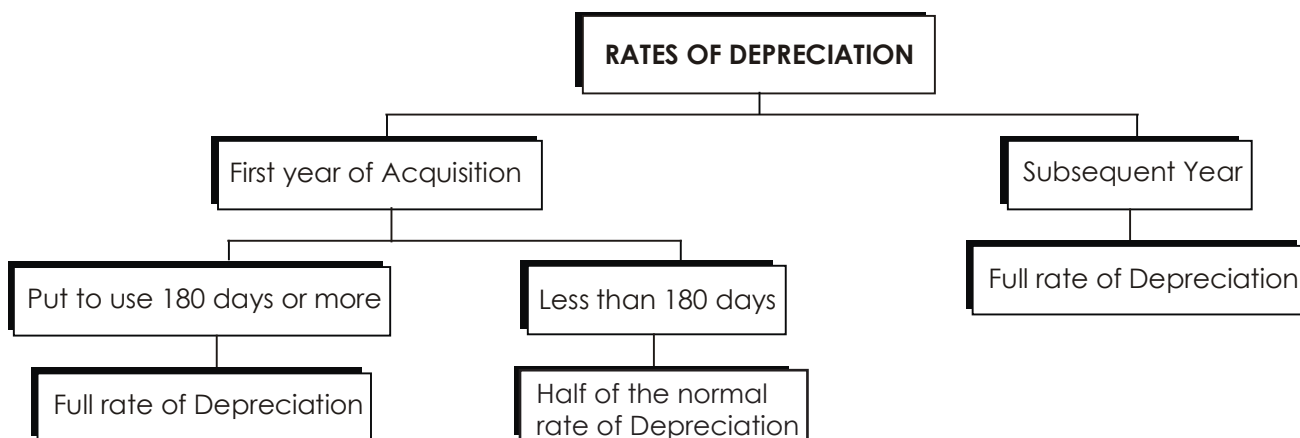 RATES OF DEPRECIATION
First year of Acquisition
Subsequent Year
Put to use 180 days or more
Less than 180 days
Full rate of Depreciation
Full rate of Depreciation
Half of the normal
rate of Depreciation